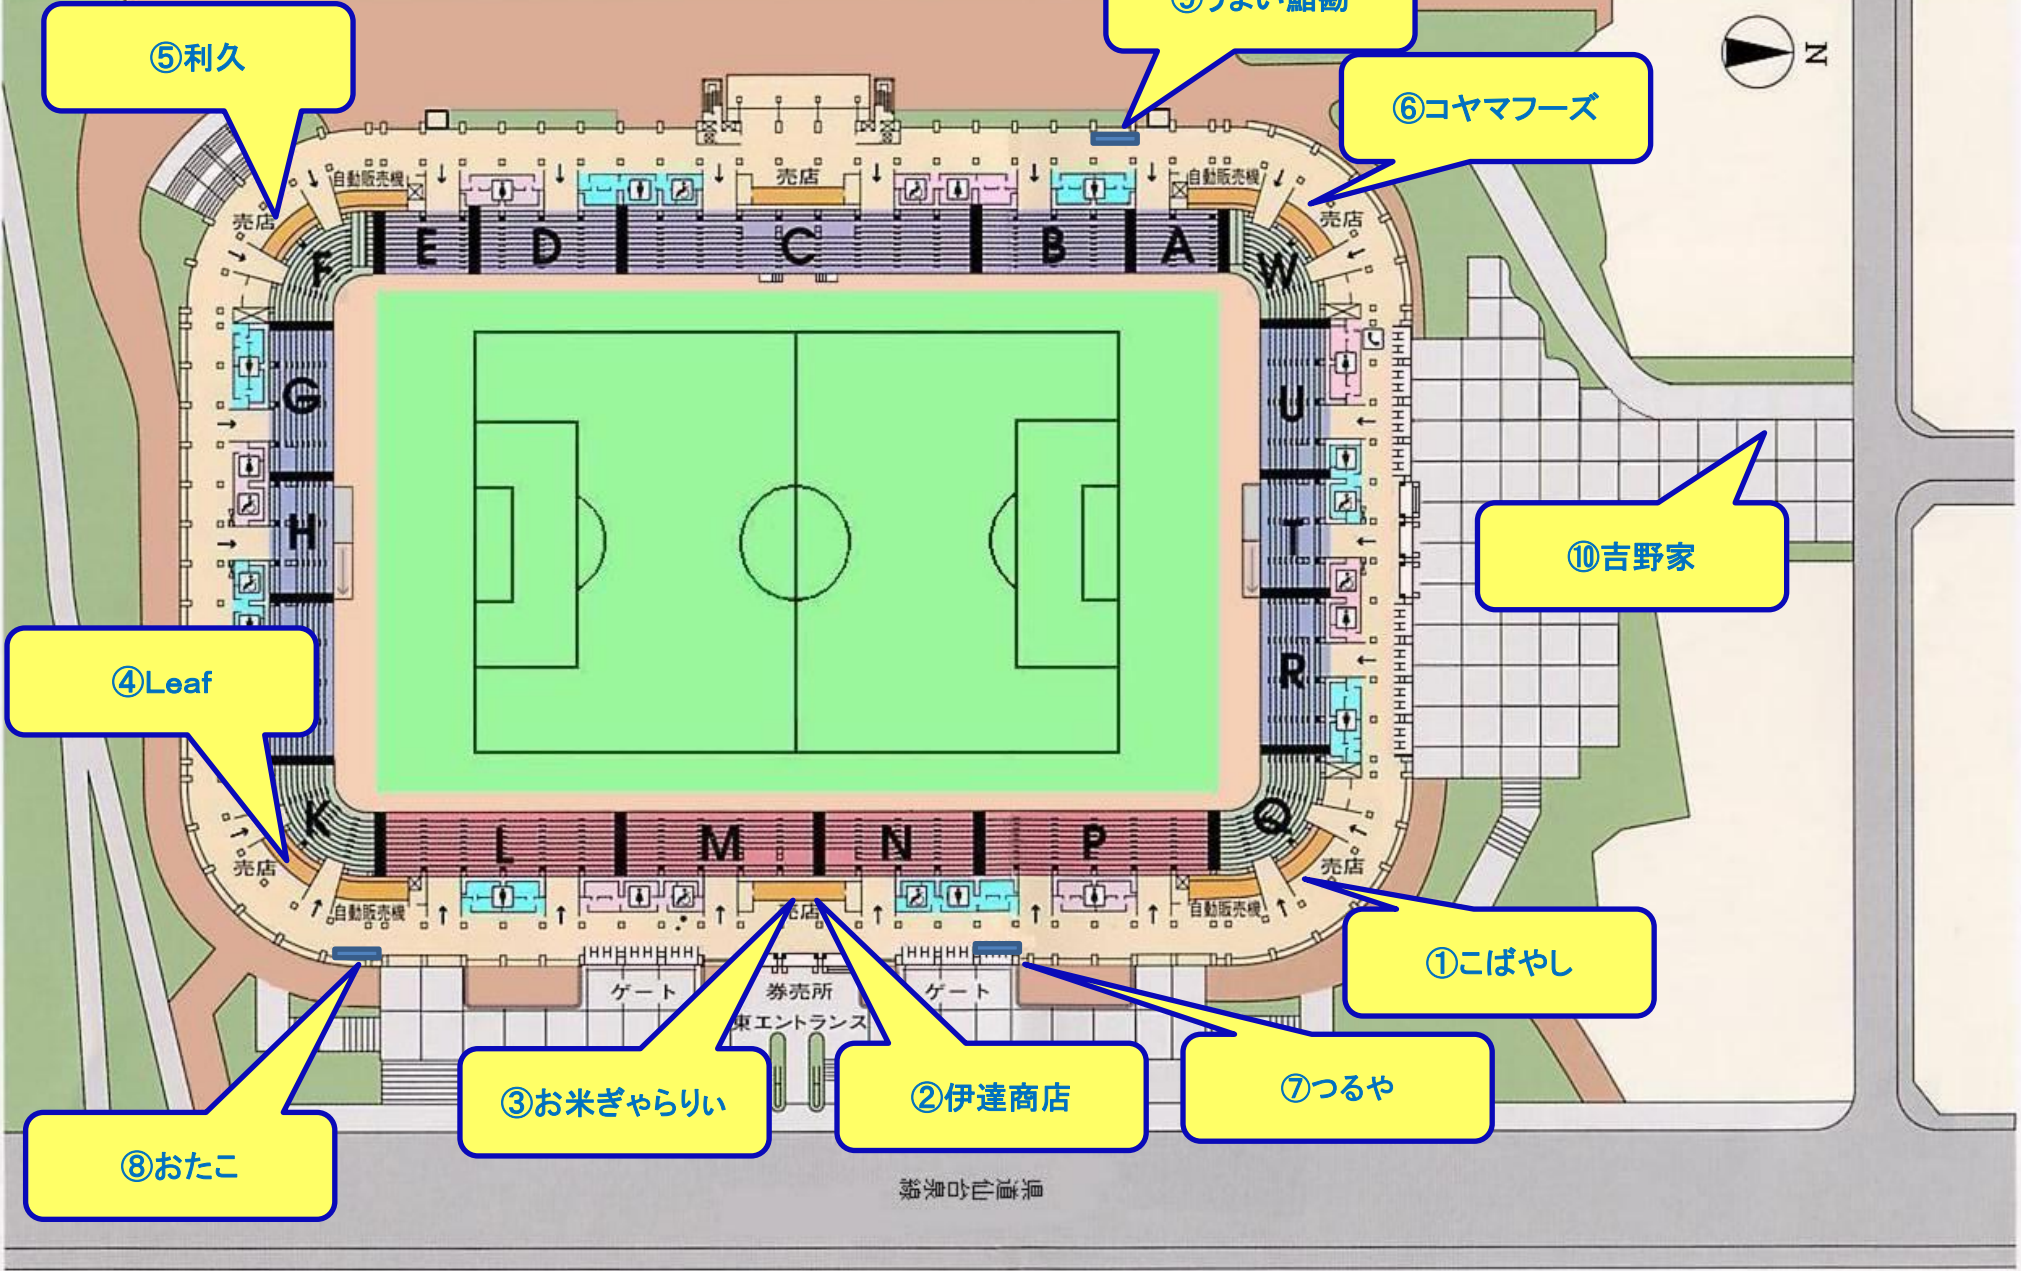 うまい鮨勘
⑤利久
N
⑥コヤマフーズ
自動販売機
売店
自動販売機
売店
売店
E
D
C
B
A
F
W
G
U
H
T
⑩吉野家
④Leaf
R
K
L
M
N
P
Q
売店
売店
自動販売機
売店
自動販売機
①こばやし
ゲート
券売所
ゲート
東エントランス
③お米ぎゃらりぃ
②伊達商店
⑦つるや
⑧おたこ
県道仙台泉線